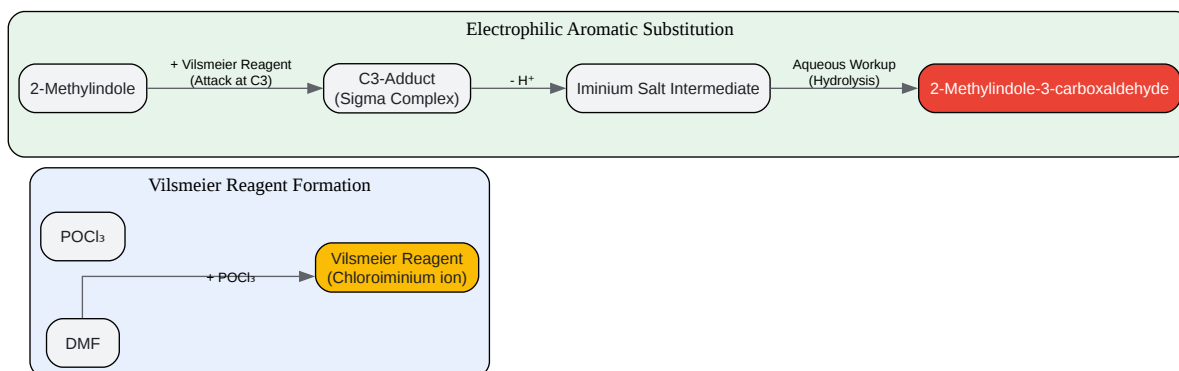 Electrophilic Aromatic Substitution
2-Methylindole
+ Vilsmeier Reagent
(Attack at C3)
C3-Adduct
(Sigma Complex)
- H⁺
Iminium Salt Intermediate
Aqueous Workup
(Hydrolysis)
2-Methylindole-3-carboxaldehyde
Vilsmeier Reagent Formation
POCl₃
+ POCl₃
Vilsmeier Reagent
(Chloroiminium ion)
DMF